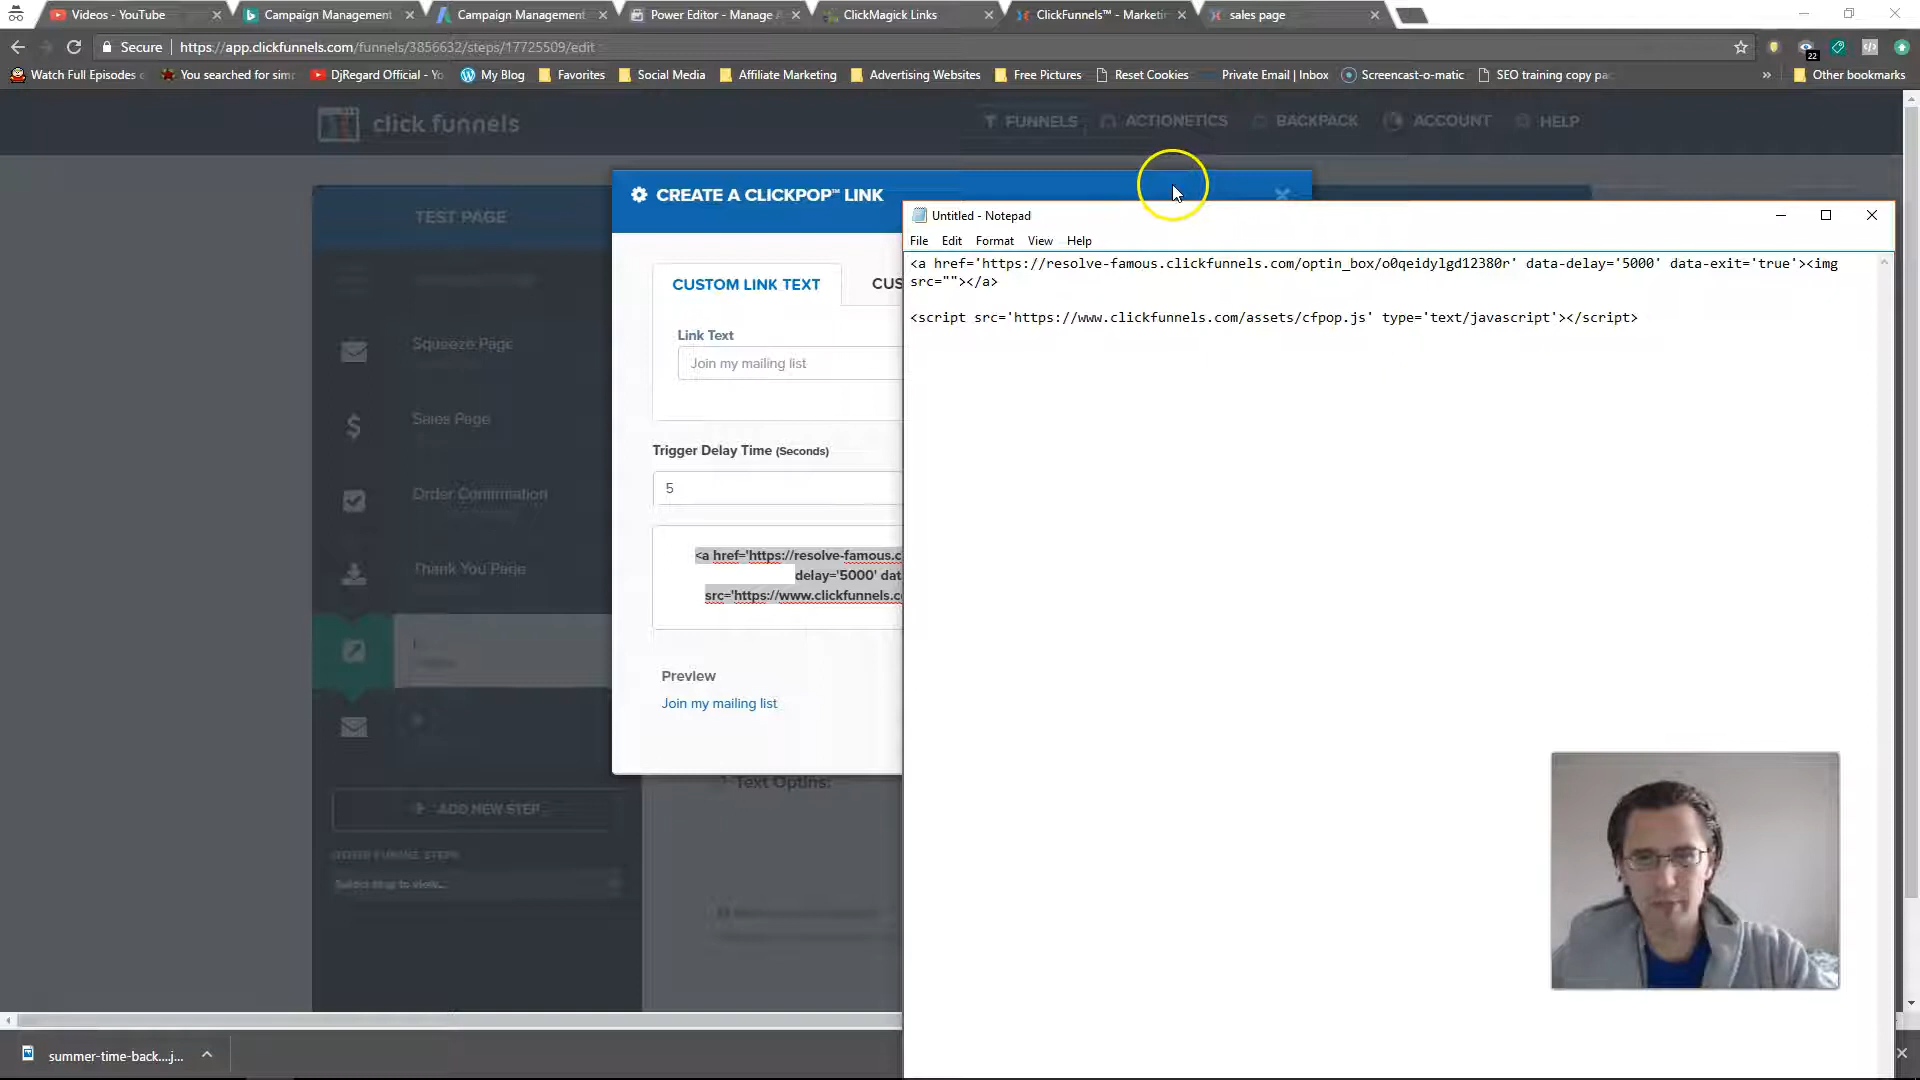 Videos - YouTube
Campaign Management
Campaign Management
Power Editor - Manage A
ClickMagick Links
ClickFunnels™ - Marketin
sales page
Secure
https://app.clickfunnels.com/funnels/3856632/steps/17725509/edit
22
Watch Full Episodes
You searched for sim
DjRegard Official - Yo
My Blog
Favorites
Social Media
Affiliate Marketing
Advertising Websites
Free Pictures
Reset Cookies
Private Email | Inbox
Screencast-o-matic
SEO training copy pa
»
Other bookmarks
click funnels
FUNNELS
ACTIONETICS
BACKPACK
ACCOUNT
HELP
TEST PAGE
CREATE A CLICKPOP™ LINK
Untitled - Notepad
File Edit Format View Help
<a href='https://resolve-famous.clickfunnels.com/optin_box/o0qeidylgd12380r' data-delay='5000' data-exit='true'><img
src=""></a>
<script src='https://www.clickfunnels.com/assets/cfpop.js' type='text/javascript'></script>
CUSTOM LINK TEXT
CUS
Link Text
Join my mailing list
Trigger Delay Time (Seconds)
5
<a href='https://resolve-famous.c
delay='5000' dat
src='https://www.clickfunnels.co
Preview
Join my mailing list
Squeeze Page
Sales Page
Order Confirmation
Thank You Page
+ ADD NEW STEP
Text Optins:
summer-time-back....j...